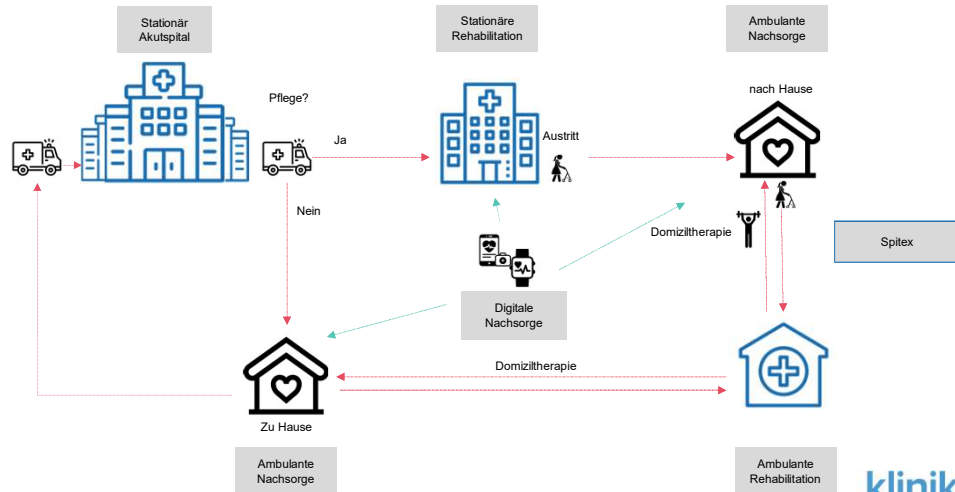 Stationär
Akutspital
Stationäre
Rehabilitation
Ambulante
Nachsorge
Pflege?
nach Hause
Ja
Austritt
Nein
Domiziltherapie
Spitex
Digitale
Nachsorge
Domiziltherapie
Zu Hause
Ambulante
Nachsorge
Ambulante
Rehabilitation
klinik